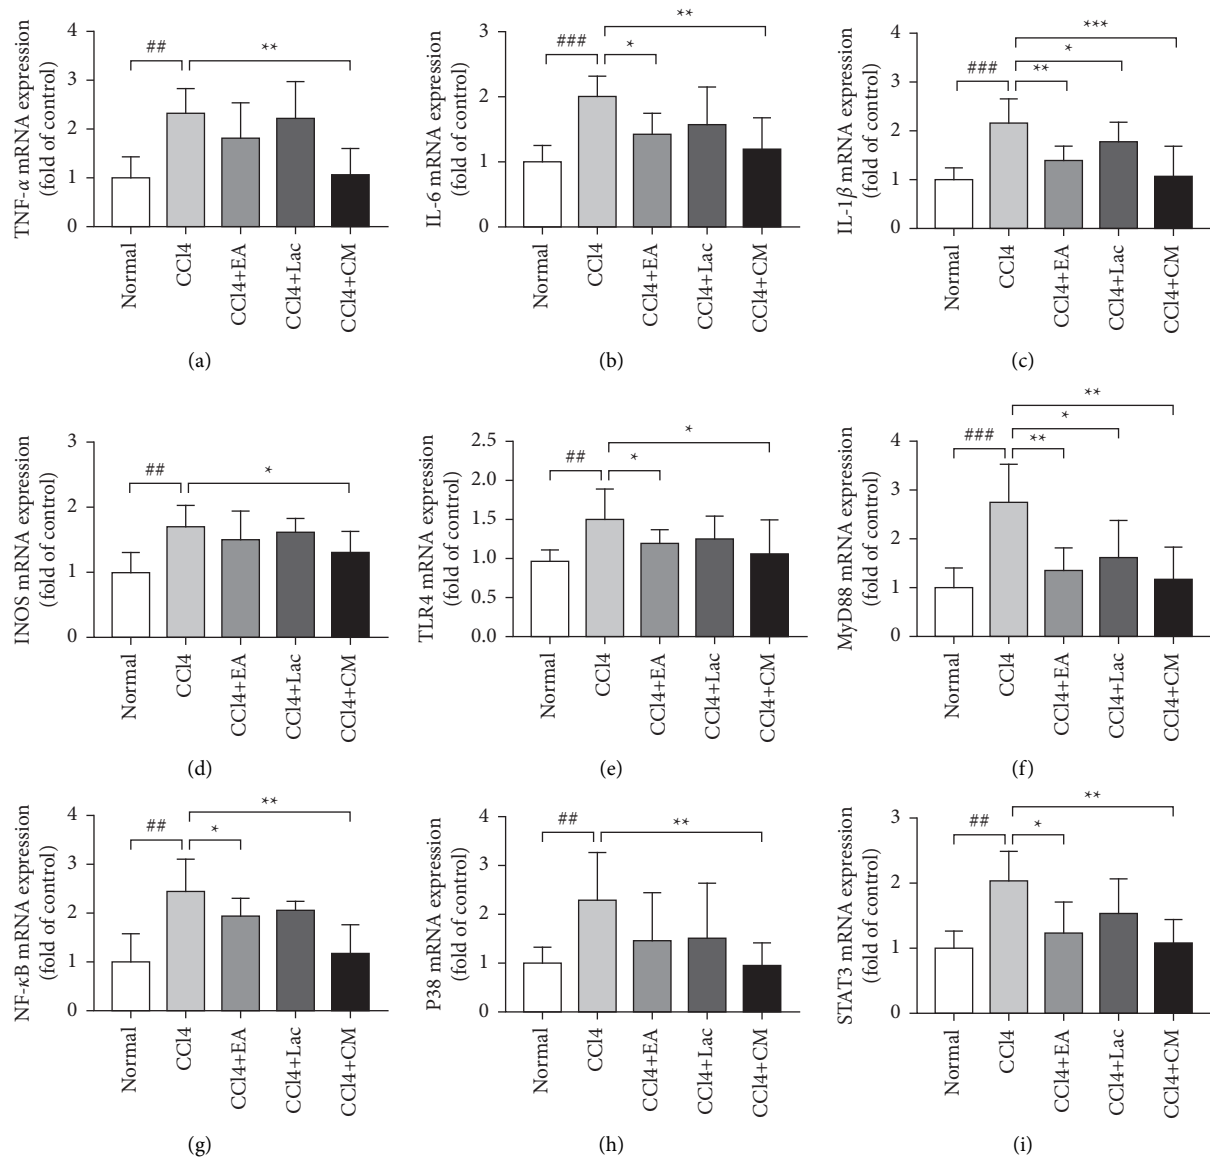 TNF-α mRNA expression
(fold of control)
4
3
2
1
0
##
**
Normal
CCl4
CCl4+EA
CCl4+Lac
CCl4+CM
(a)
IL-6 mRNA expression
(fold of control)
3
2
1
0
###
*
**
Normal
CCl4
CCl4+EA
CCl4+Lac
CCl4+CM
(b)
IL-1β mRNA expression
(fold of control)
4
3
2
1
0
###
**
*
***
Normal
CCl4
CCl4+EA
CCl4+Lac
CCl4+CM
(c)
INOS mRNA expression
(fold of control)
3
2
1
0
##
*
Normal
CCl4
CCl4+EA
CCl4+Lac
CCl4+CM
(d)
TLR4 mRNA expression
(fold of control)
2.5
2.0
1.5
1.0
0.5
0.0
##
*
*
Normal
CCl4
CCl4+EA
CCl4+Lac
CCl4+CM
(e)
MyD88 mRNA expression
(fold of control)
4
3
2
1
0
###
**
*
**
Normal
CCl4
CCl4+EA
CCl4+Lac
CCl4+CM
(f)
NF-κB mRNA expression
(fold of control)
4
3
2
1
0
##
*
**
Normal
CCl4
CCl4+EA
CCl4+Lac
CCl4+CM
(g)
P38 mRNA expression
(fold of control)
4
3
2
1
0
##
**
Normal
CCl4
CCl4+EA
CCl4+Lac
CCl4+CM
(h)
STAT3 mRNA expression
(fold of control)
3
2
1
0
##
*
**
Normal
CCl4
CCl4+EA
CCl4+Lac
CCl4+CM
(i)